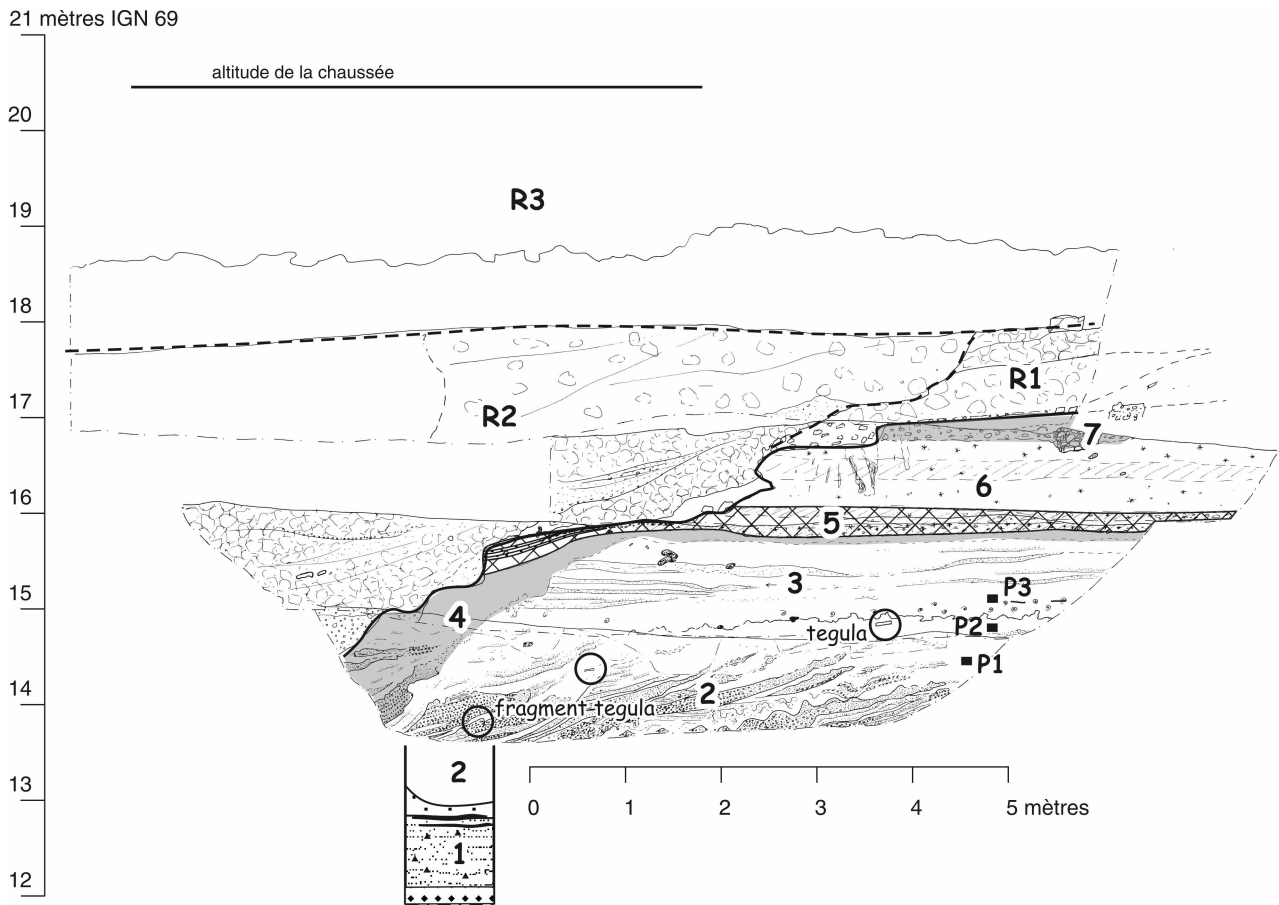 21 mètres IGN 69
altitude de la chaussée
20
R3
19
18
R1
17
R2
7
6
16
5
3
P3
15
4
tegula
P2
P1
14
2
fragment tegula
2
13
0 1 2 3 4 5 mètres
1
12